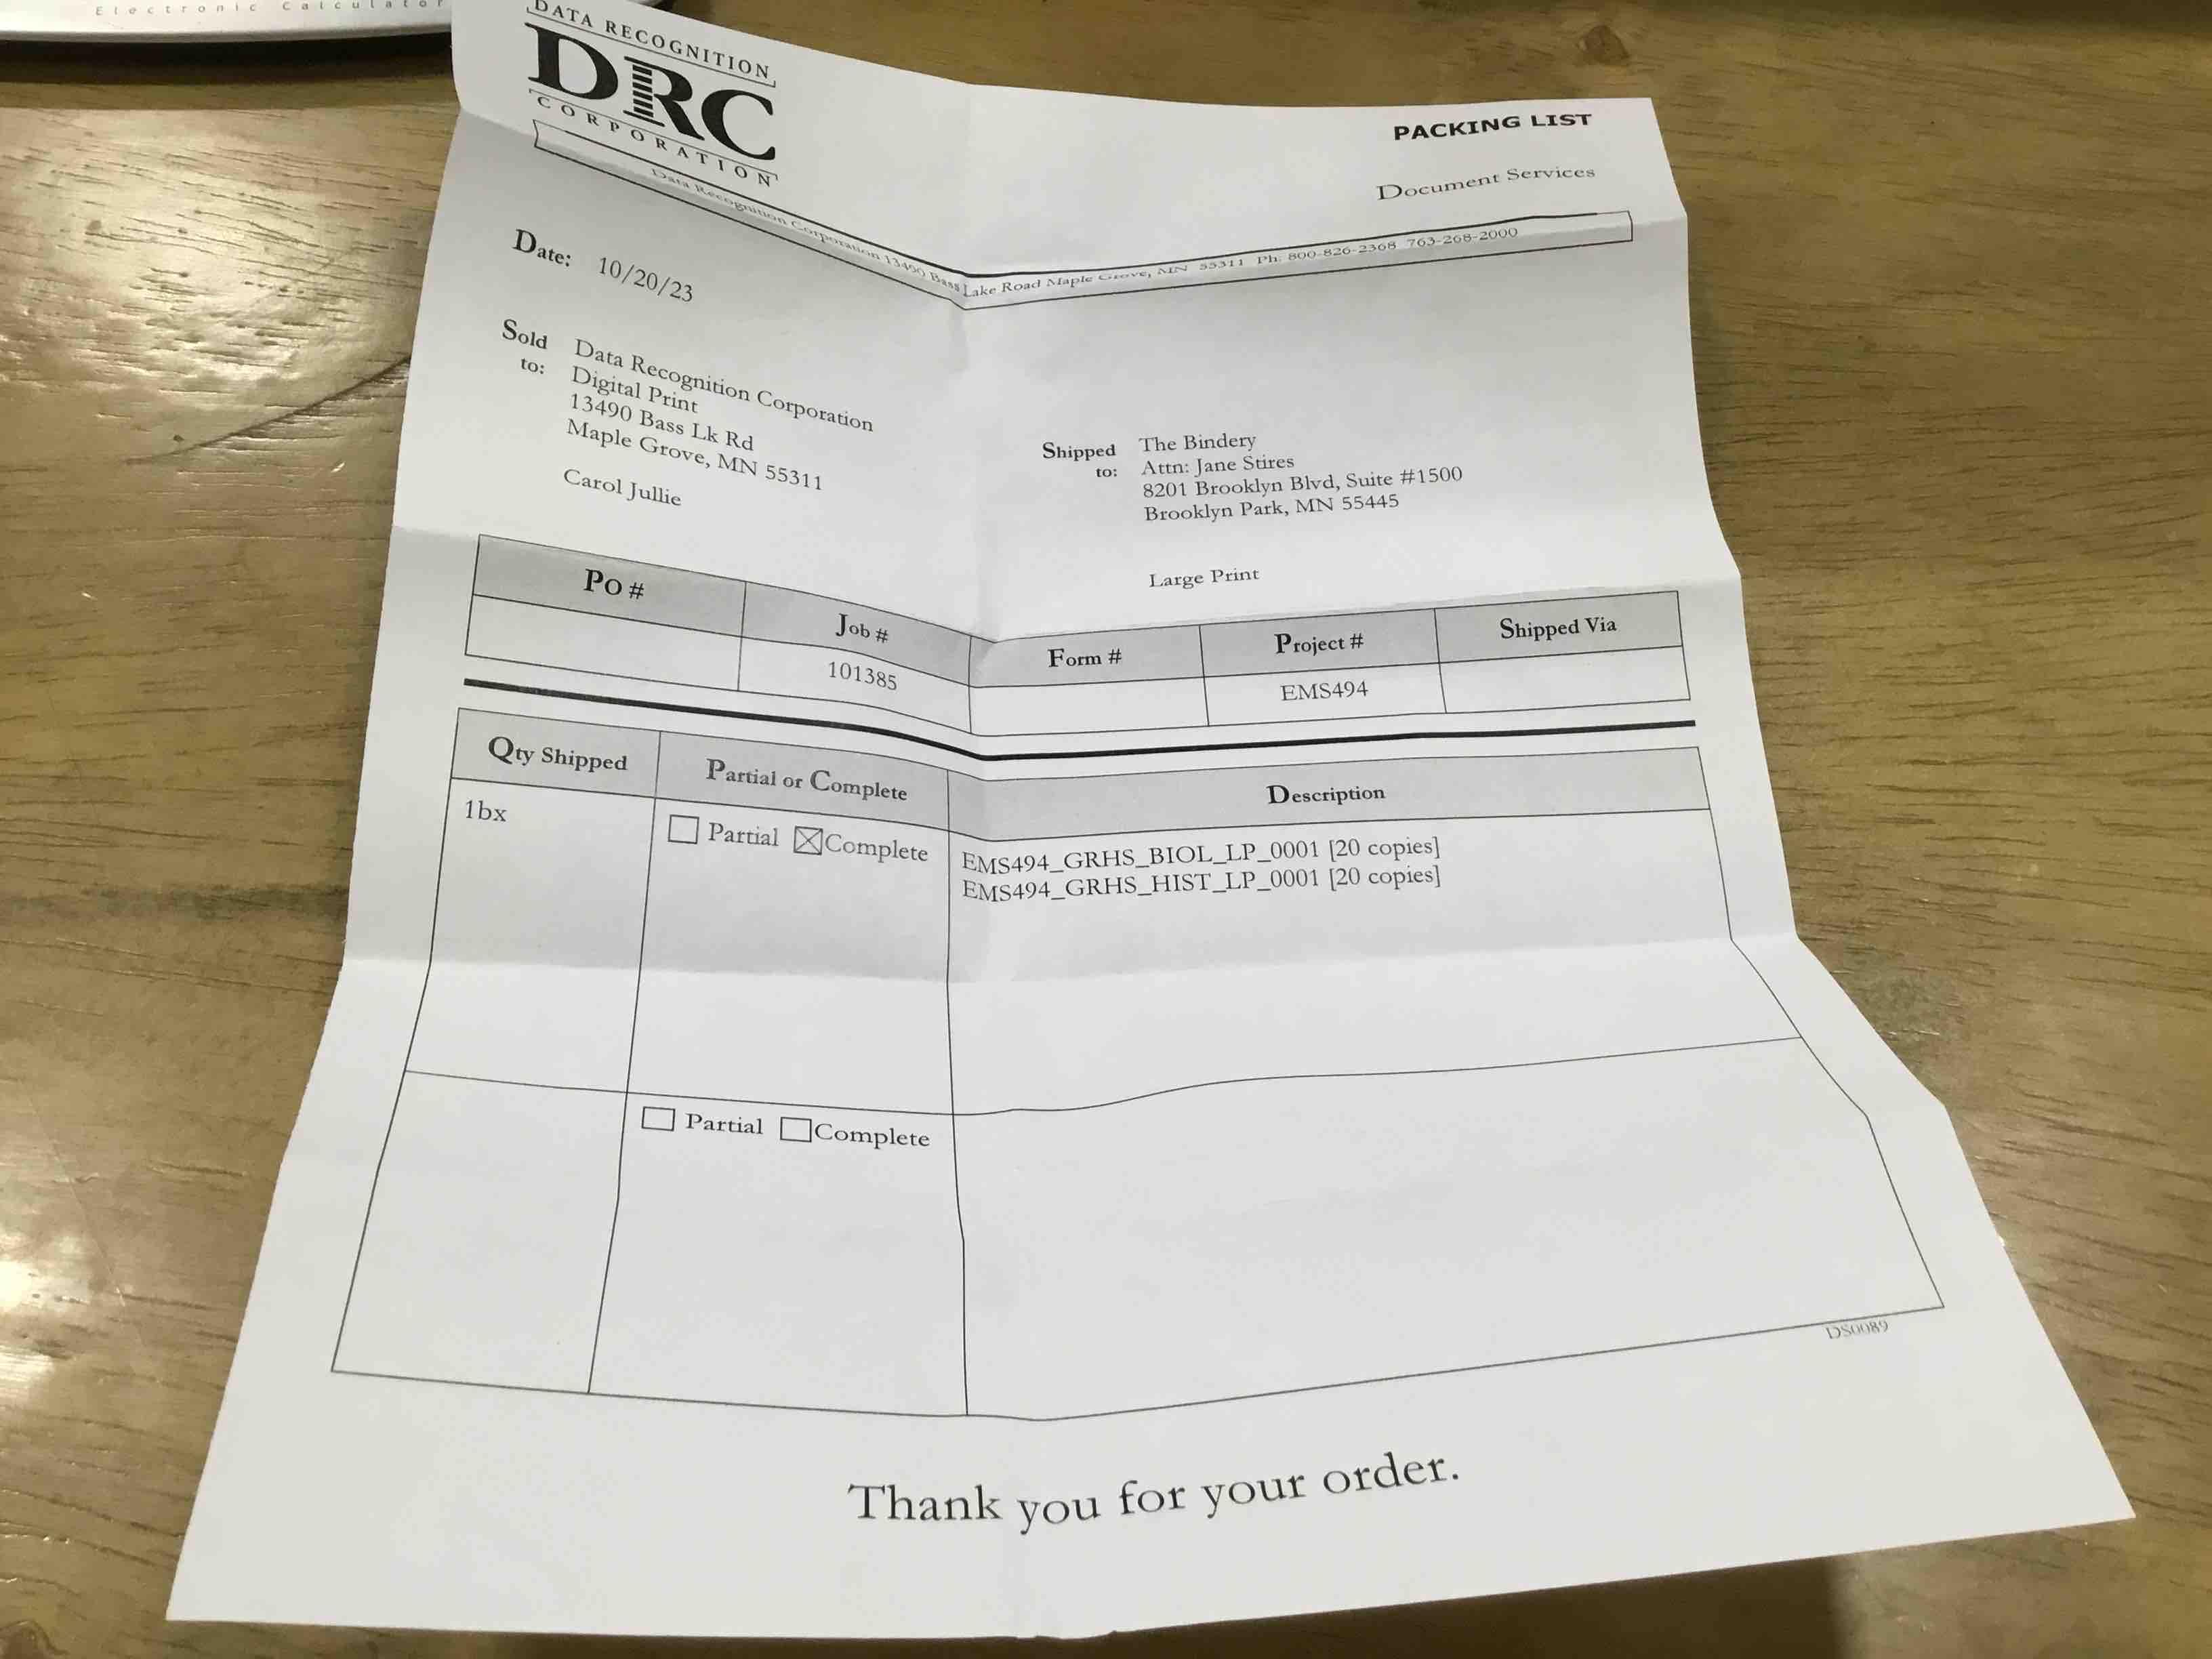 Electronic Calculator
DATA RECOGNITION
DRC
CORPORATION
PACKING LIST
Document Services
Data Recognition Corporation 13490 Bass Lake Road Maple Grove, MN 55311 Ph: 800-826-2368 763-268-2000
Date: 10/20/23
Sold to: Data Recognition Corporation
Digital Print
13490 Bass Lk Rd
Maple Grove, MN 55311
Carol Jullie
Shipped to: The Bindery
Attn: Jane Stires
8201 Brooklyn Blvd, Suite #1500
Brooklyn Park, MN 55445
Large Print
PO # Job # Form # Project # Shipped Via
101385 EMS494
Qty Shipped Partial or Complete Description
1bx Partial Complete EMS494_GRHS_BIOL_LP_0001 [20 copies]
EMS494_GRHS_HIST_LP_0001 [20 copies]
Partial Complete
DS0089
Thank you for your order.